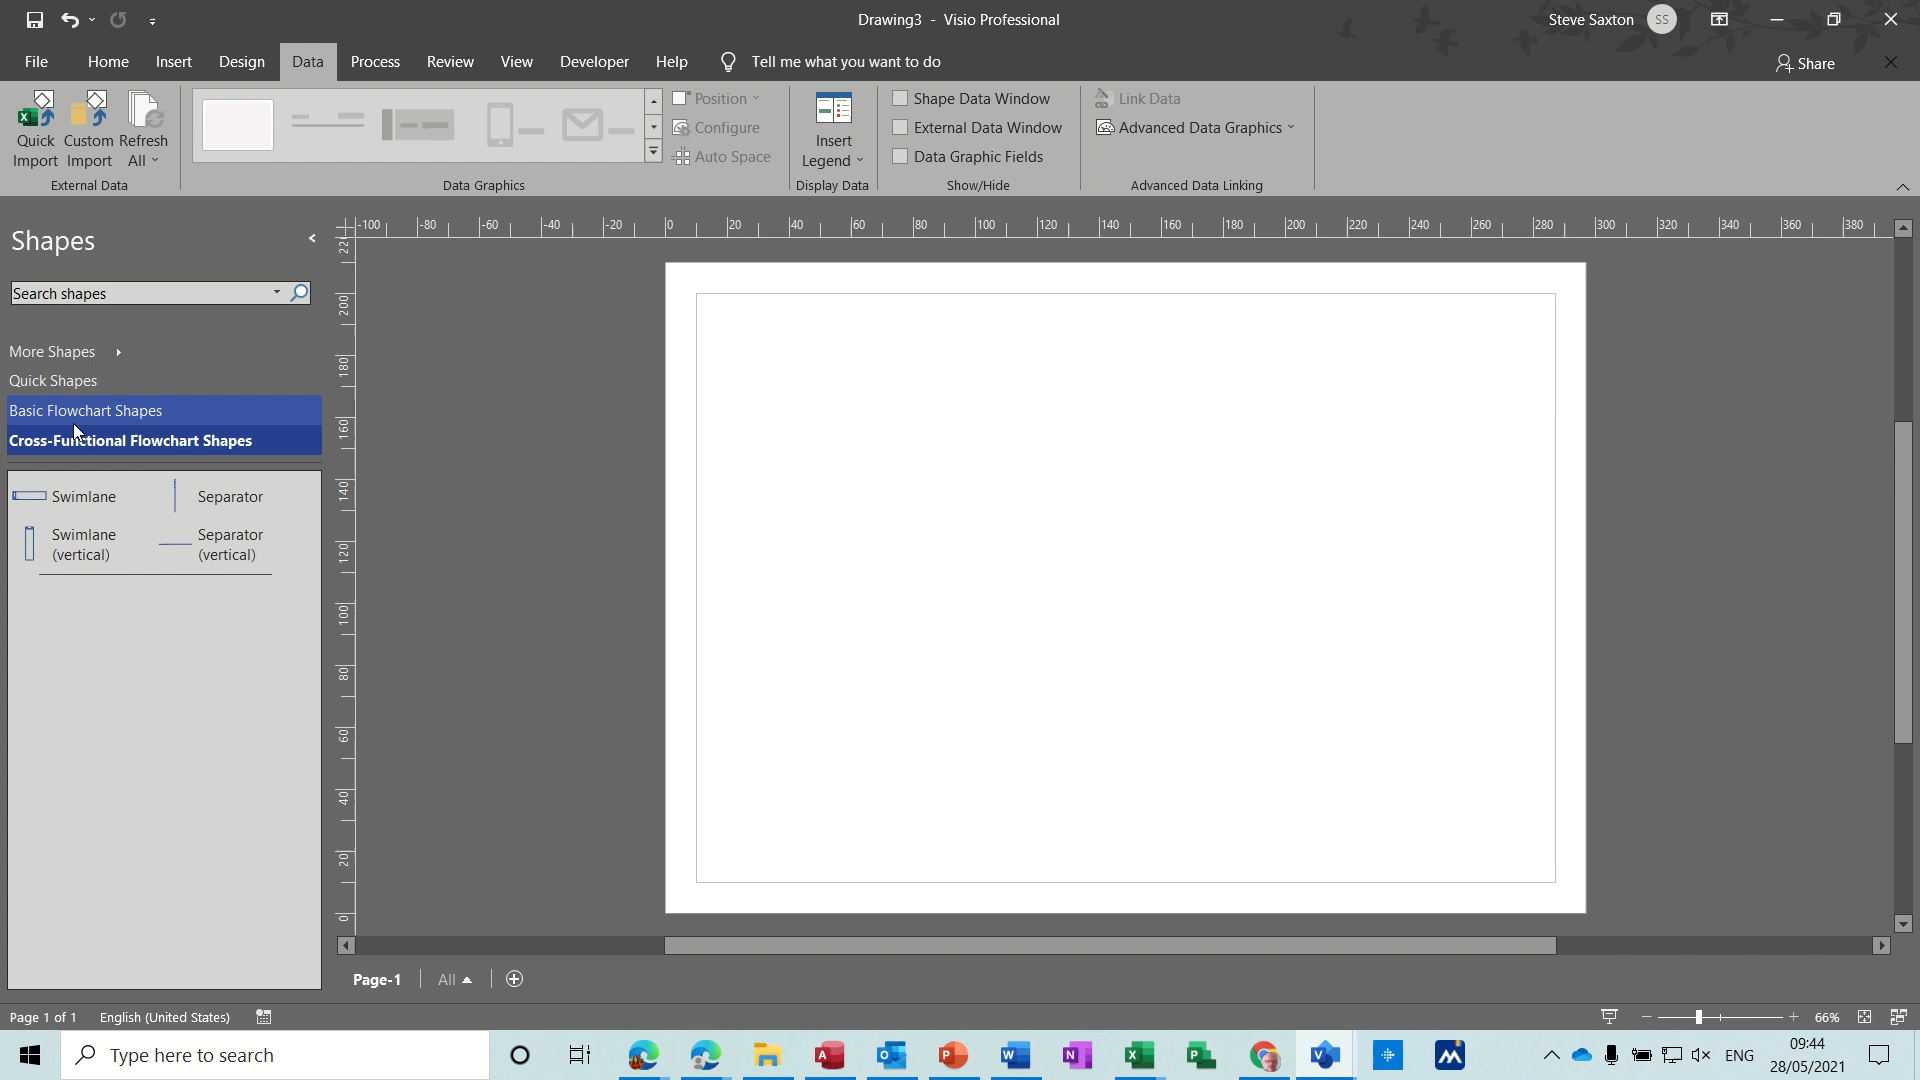 Drawing3 - Visio Professional
Steve Saxton SS
File Home Insert Design Data Process Review View Developer Help Tell me what you want to do Share
Quick Import
Custom Import
Refresh All
External Data
Data Graphics
Position
Configure
Auto Space
Insert Legend
Display Data
Shape Data Window
External Data Window
Data Graphic Fields
Show/Hide
Link Data
Advanced Data Graphics
Advanced Data Linking
Shapes
Search shapes
More Shapes
Quick Shapes
Basic Flowchart Shapes
Cross-Functional Flowchart Shapes
Swimlane
Separator
Swimlane
(vertical)
Separator
(vertical)
-100 -80 -60 -40 -20 0 20 40 60 80 100 120 140 160 180 200 220 240 260 280 300 320 340 360 380
22
200
180
160
140
120
100
80
60
40
20
0
Page-1 All
Page 1 of 1 English (United States)
66%
Type here to search
ENG
09:44
28/05/2021